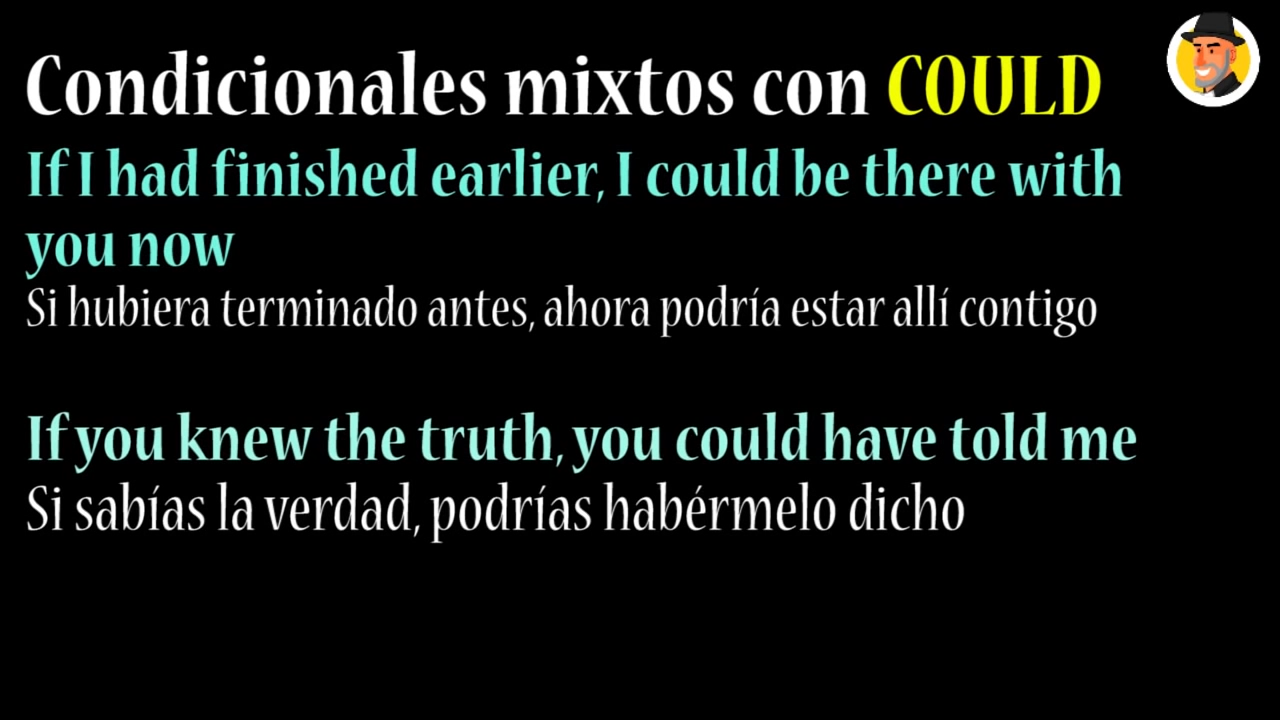 Condicionales mixtos con COULD
If I had finished earlier, I could be there with
you now
Si hubiera terminado antes, ahora podría estar allí contigo
If you knew the truth, you could have told me
Si sabías la verdad, podrías habérmelo dicho